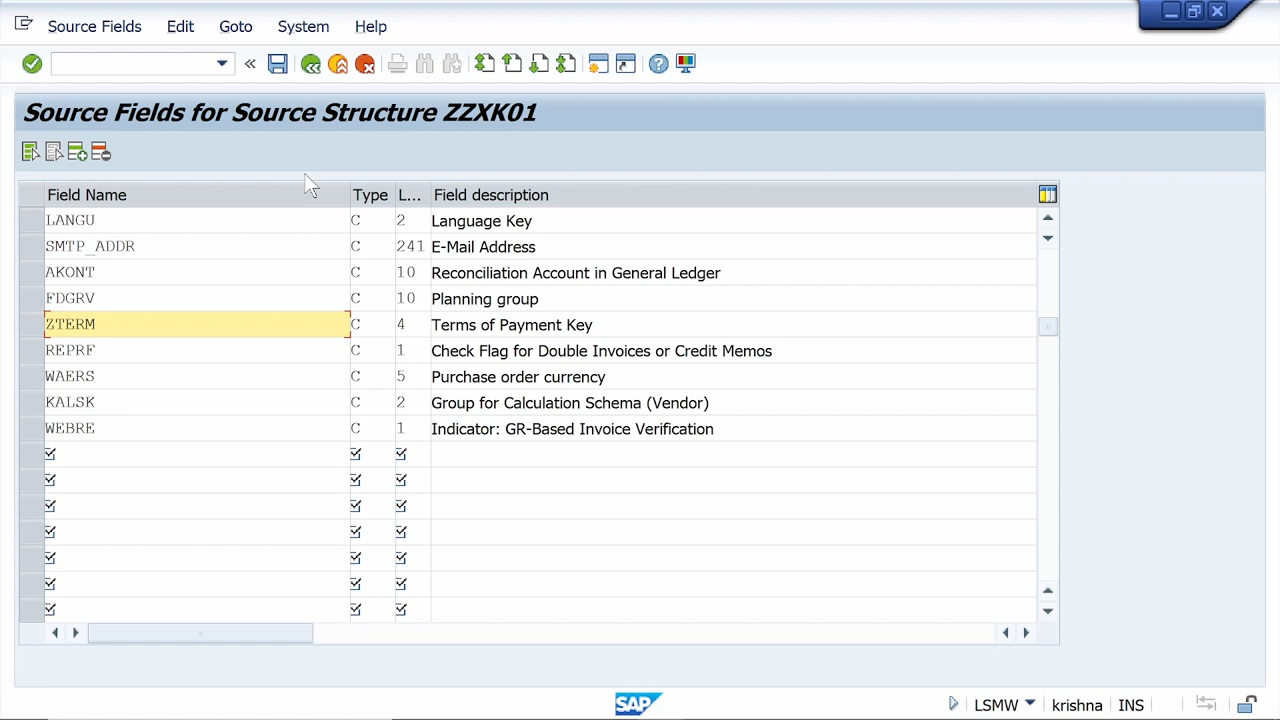 Source Fields Edit Goto System Help
Source Fields for Source Structure ZZXK01
Field Name Type L... Field description
LANGU C 2 Language Key
SMTP_ADDR C 241 E-Mail Address
AKONT C 10 Reconciliation Account in General Ledger
FDGRV C 10 Planning group
ZTERM C 4 Terms of Payment Key
REPRF C 1 Check Flag for Double Invoices or Credit Memos
WAERS C 5 Purchase order currency
KALSK C 2 Group for Calculation Schema (Vendor)
WEBRE C 1 Indicator: GR-Based Invoice Verification
SAP LSMW krishna INS